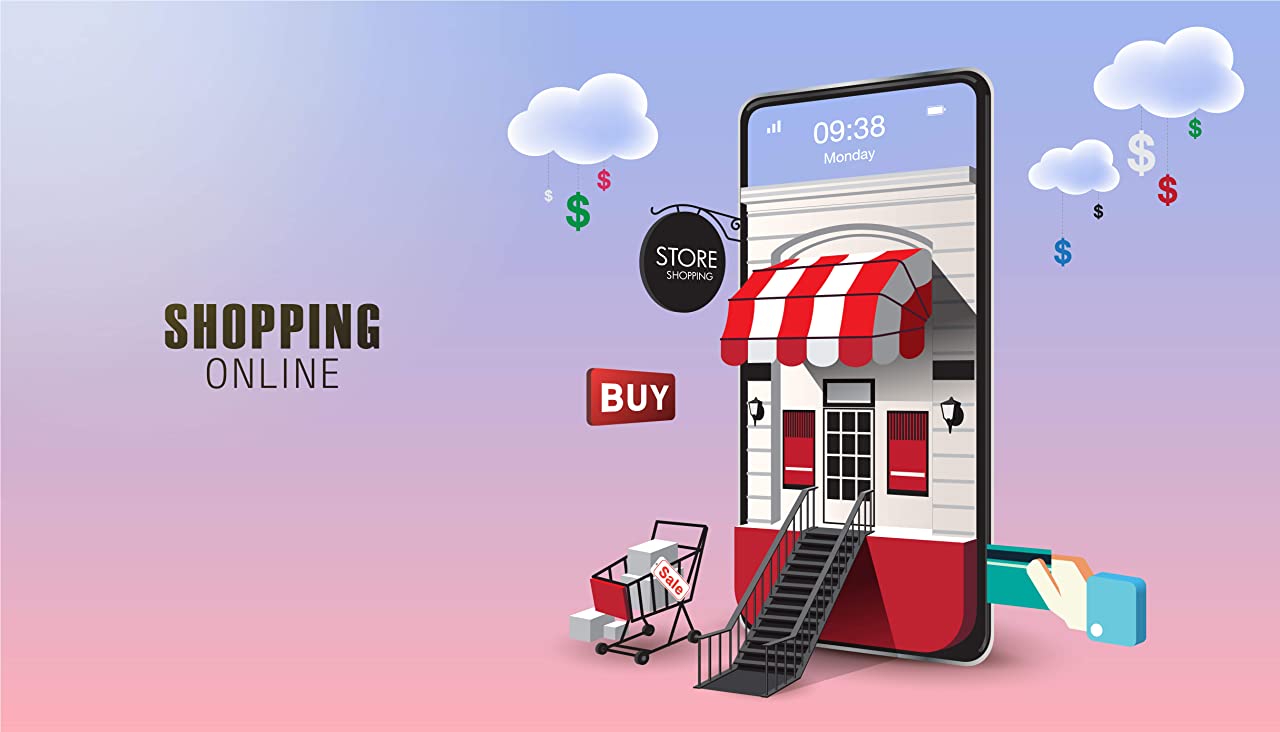 SHOPPING
ONLINE
$
$
$
STORE
SHOPPING
BUY
Sale
09:38
Monday
$
$
$
$
$